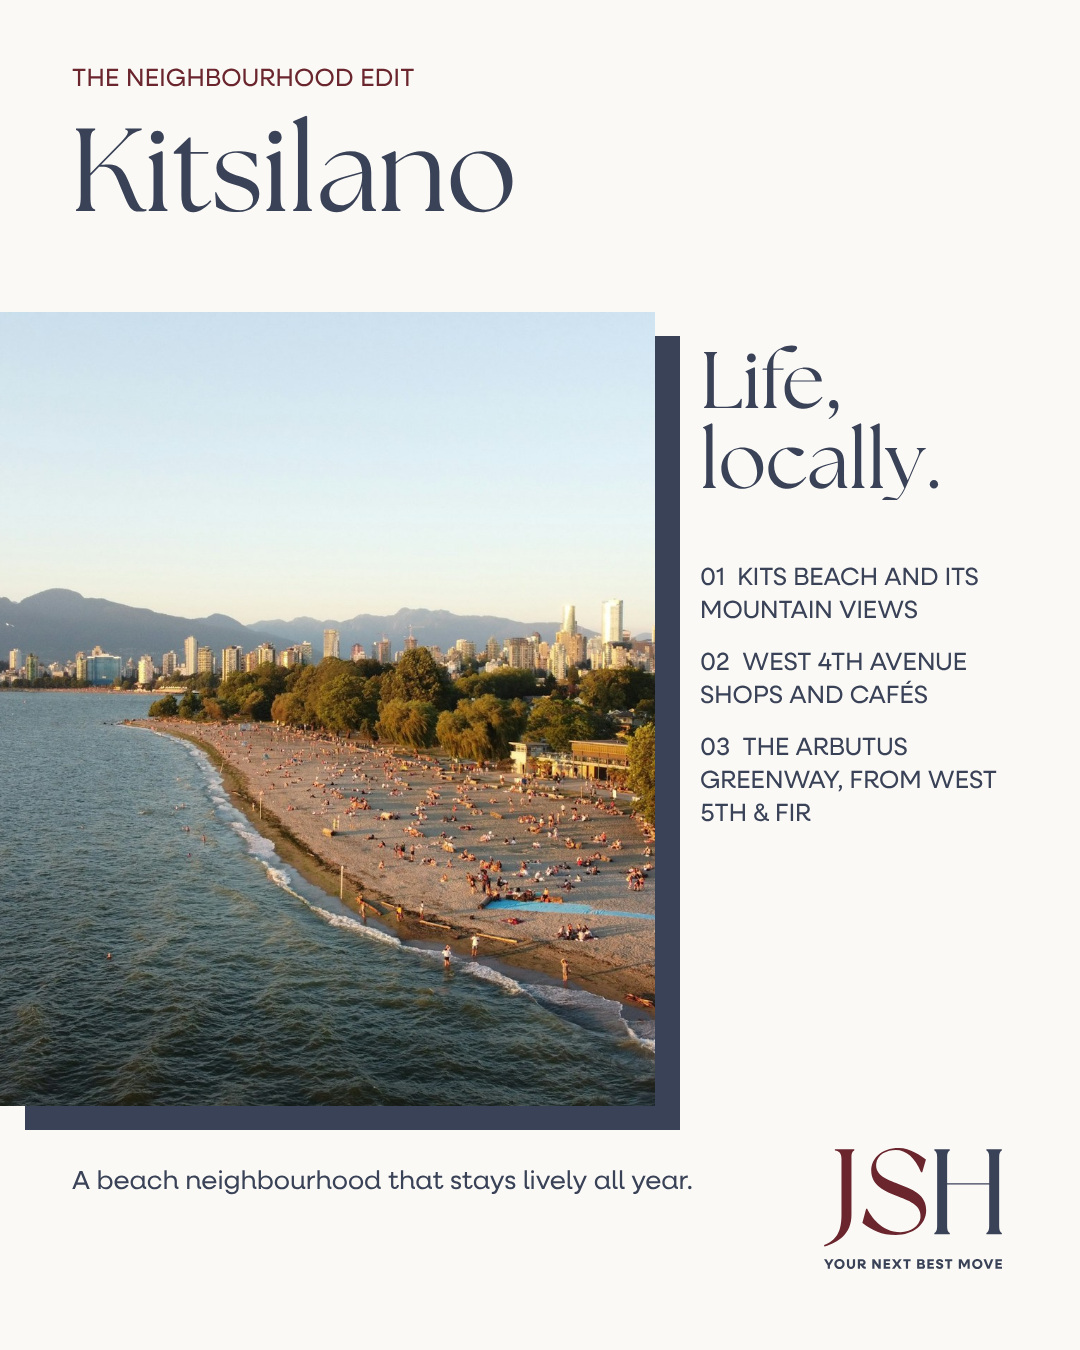 THE NEIGHBOURHOOD EDIT
Kitsilano
Life,
locally.
01 KITS BEACH AND ITS
MOUNTAIN VIEWS
02 WEST 4TH AVENUE
SHOPS AND CAFÉS
03 THE ARBUTUS
GREENWAY, FROM WEST
5TH & FIR
A beach neighbourhood that stays lively all year.
JSH
YOUR NEXT BEST MOVE